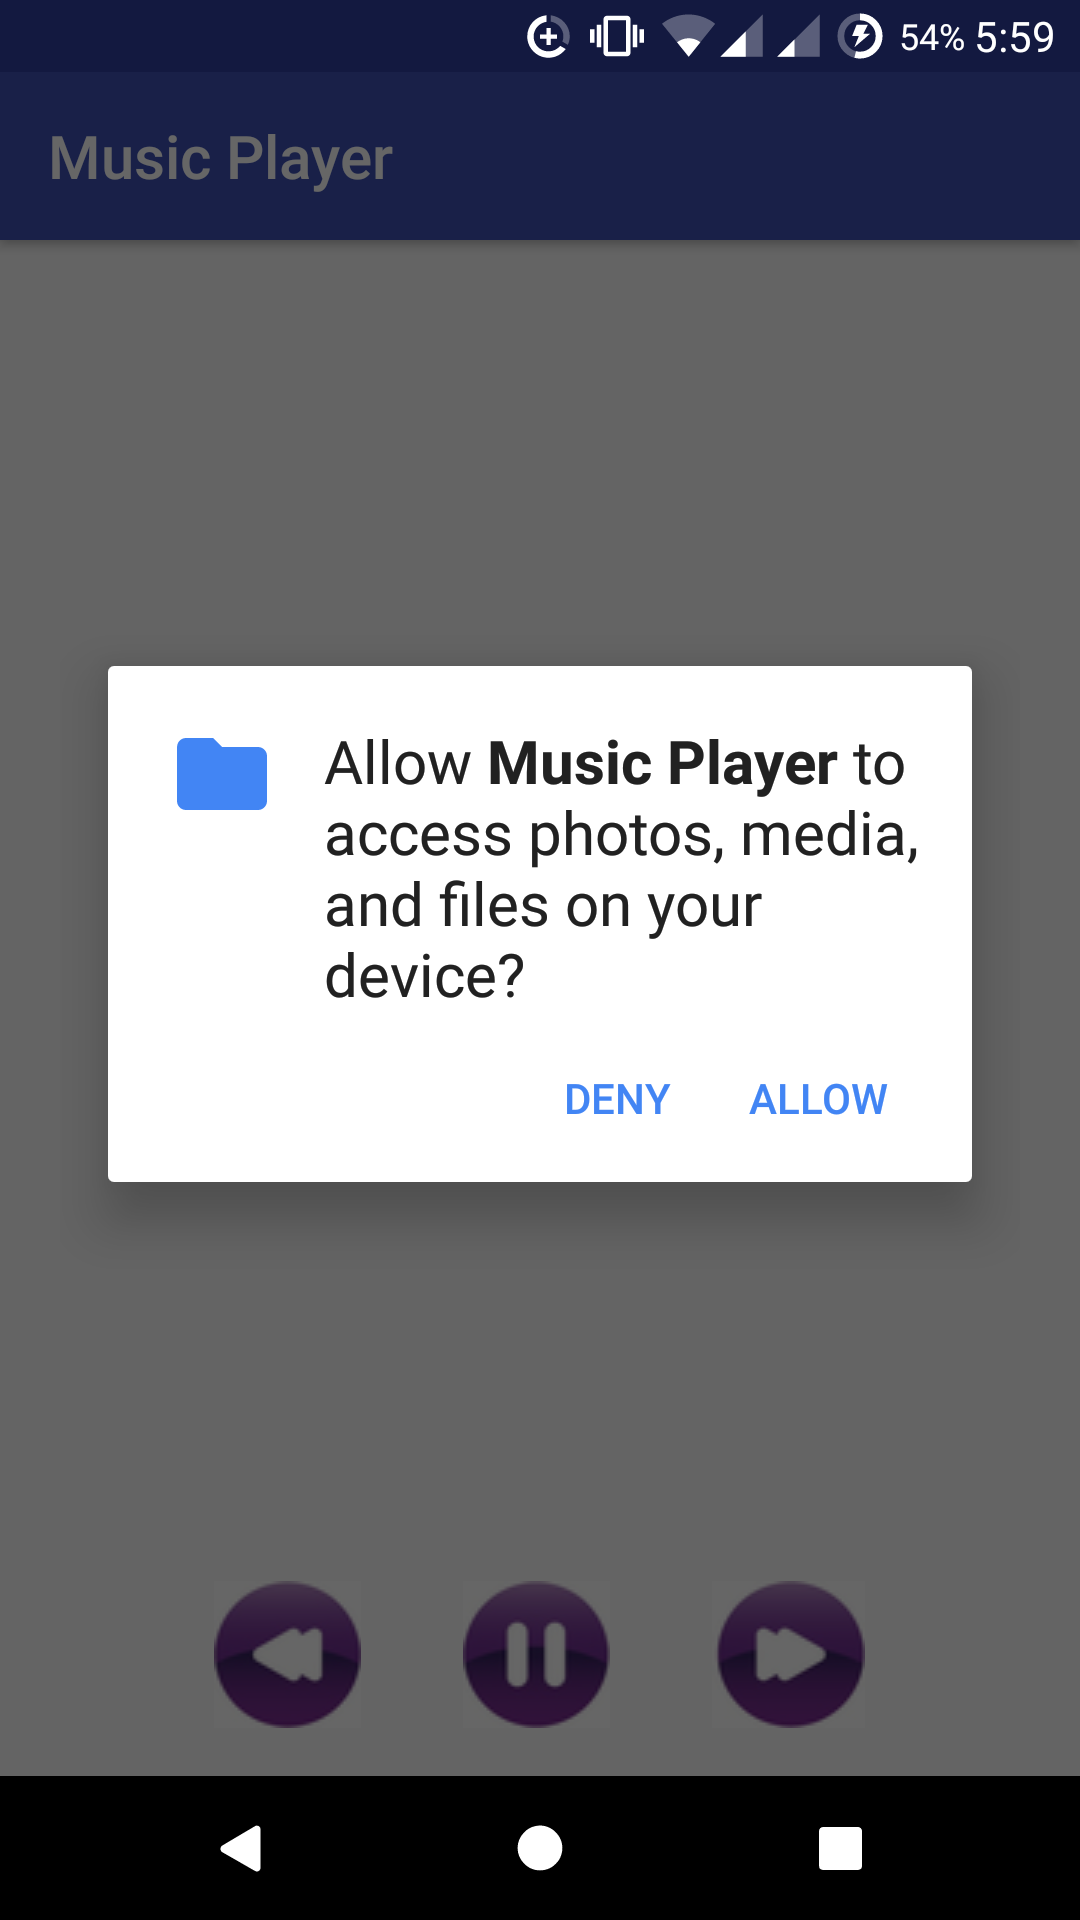 54% 5:59
Music Player
Allow Music Player to
access photos, media,
and files on your
device?
DENY ALLOW